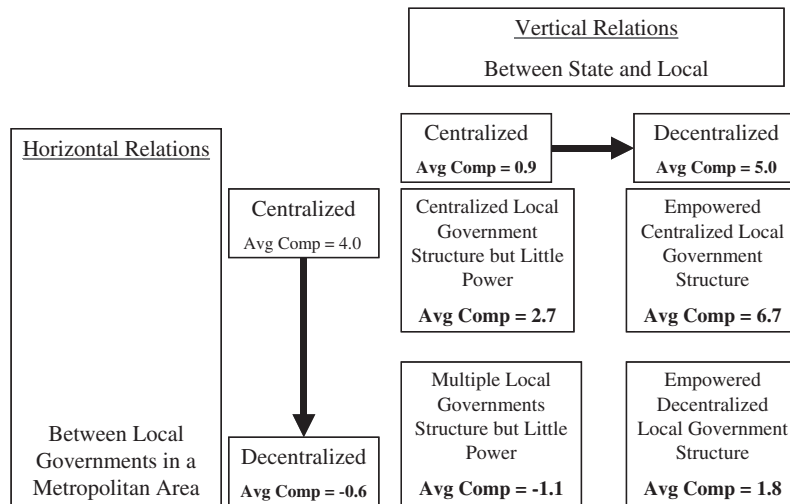 Vertical Relations
Between State and Local
Horizontal Relations
Between Local
Governments in a
Metropolitan Area
Centralized
Avg Comp = 0.9
Decentralized
Avg Comp = 5.0
Centralized
Avg Comp = 4.0
Centralized Local
Government
Structure but Little
Power
Avg Comp = 2.7
Empowered
Centralized Local
Government
Structure
Avg Comp = 6.7
Decentralized
Avg Comp = -0.6
Multiple Local
Governments
Structure but Little
Power
Avg Comp = -1.1
Empowered
Decentralized
Local Government
Structure
Avg Comp = 1.8